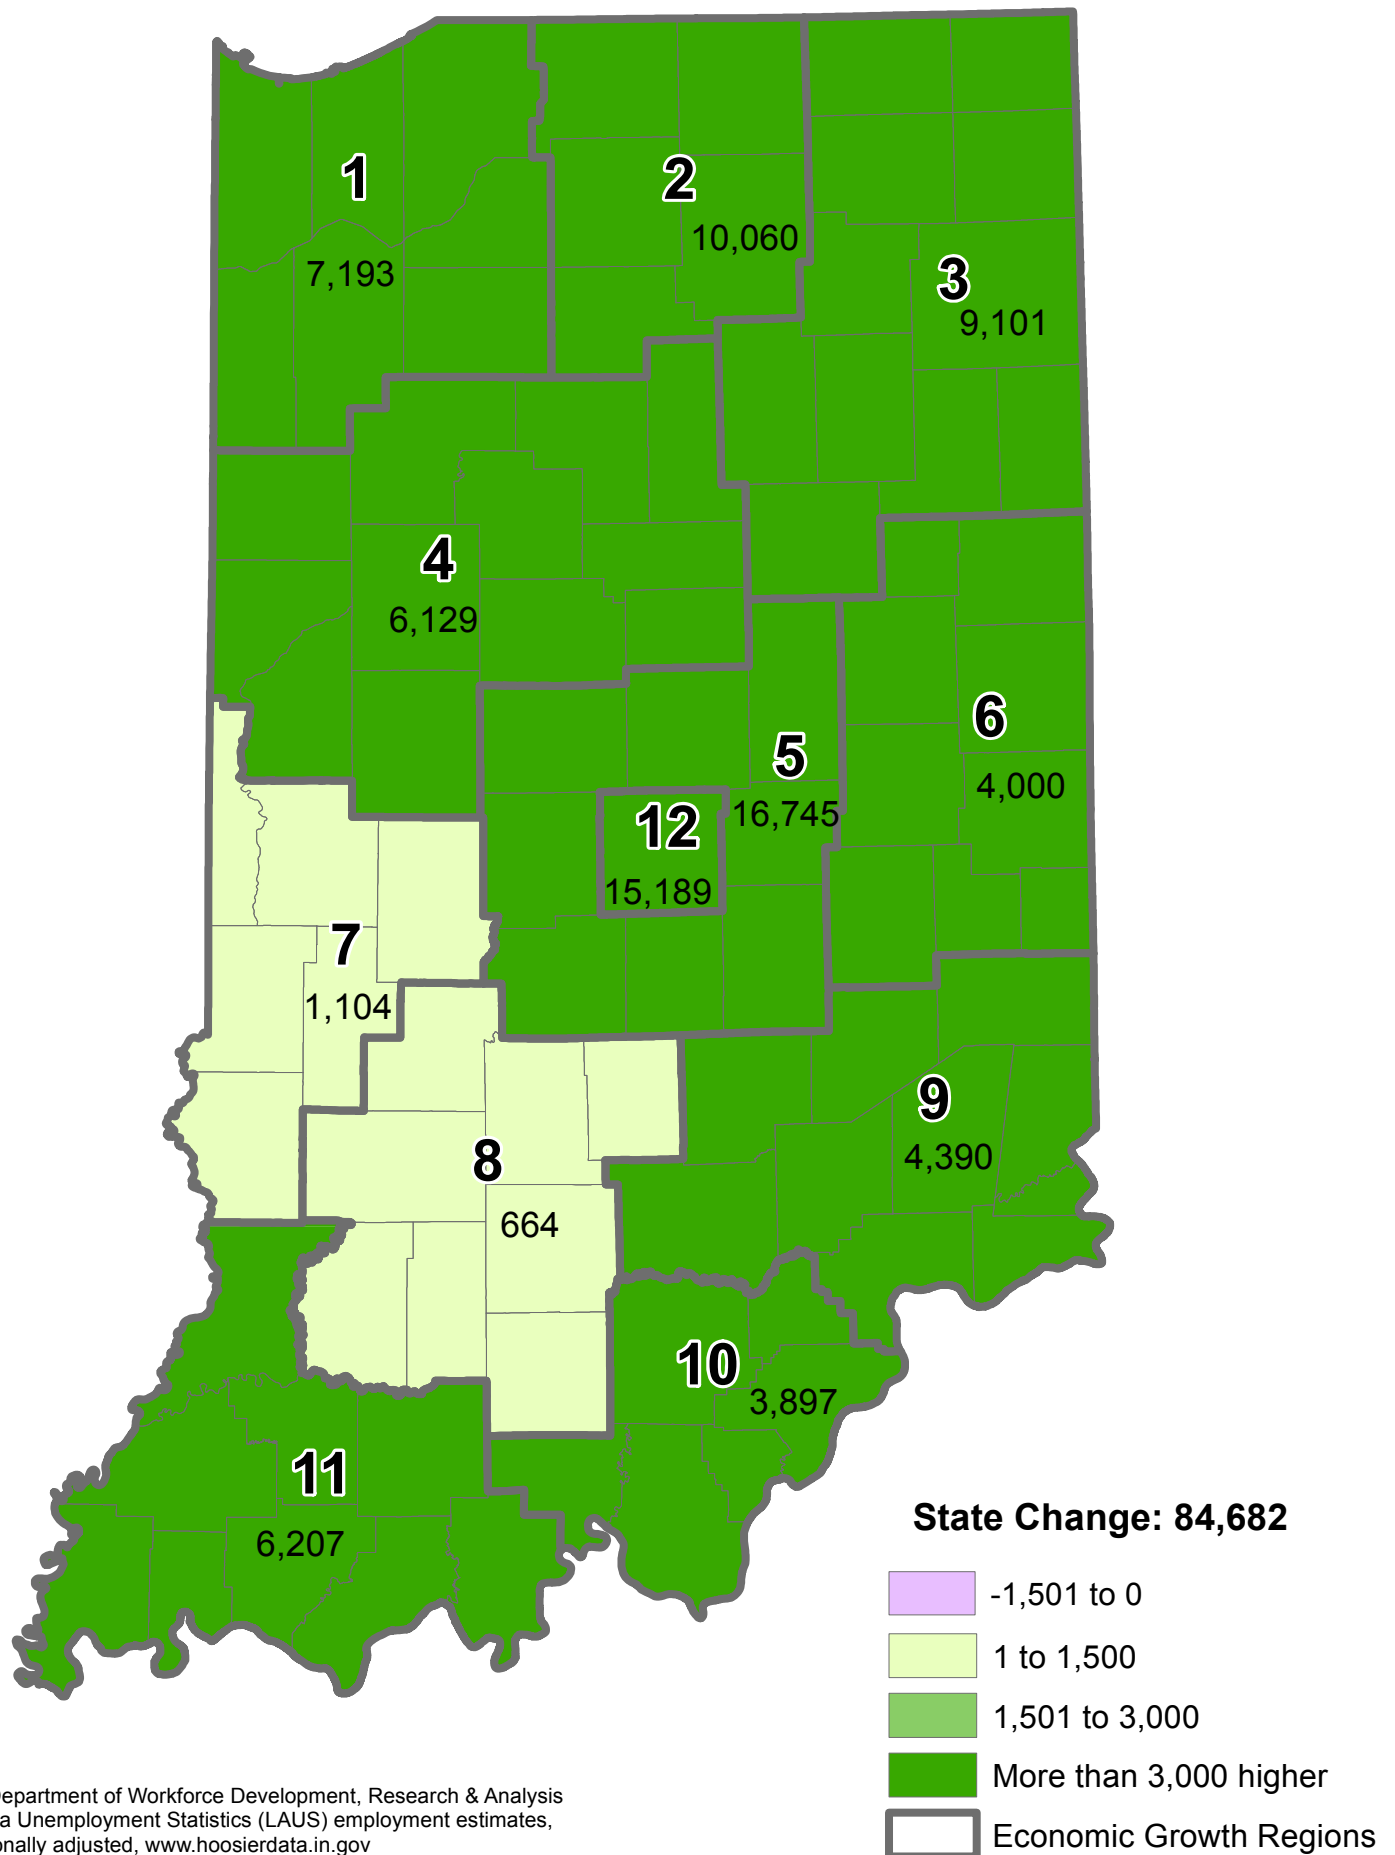 1
7,193
2
10,060
3
9,101
4
6,129
5
16,745
6
4,000
12
15,189
7
1,104
8
664
9
4,390
10
3,897
11
6,207
State Change: 84,682
-1,501 to 0
1 to 1,500
1,501 to 3,000
More than 3,000 higher
Economic Growth Regions
epartment of Workforce Development, Research & Analysis
a Unemployment Statistics (LAUS) employment estimates,
onally adjusted, www.hoosierdata.in.gov